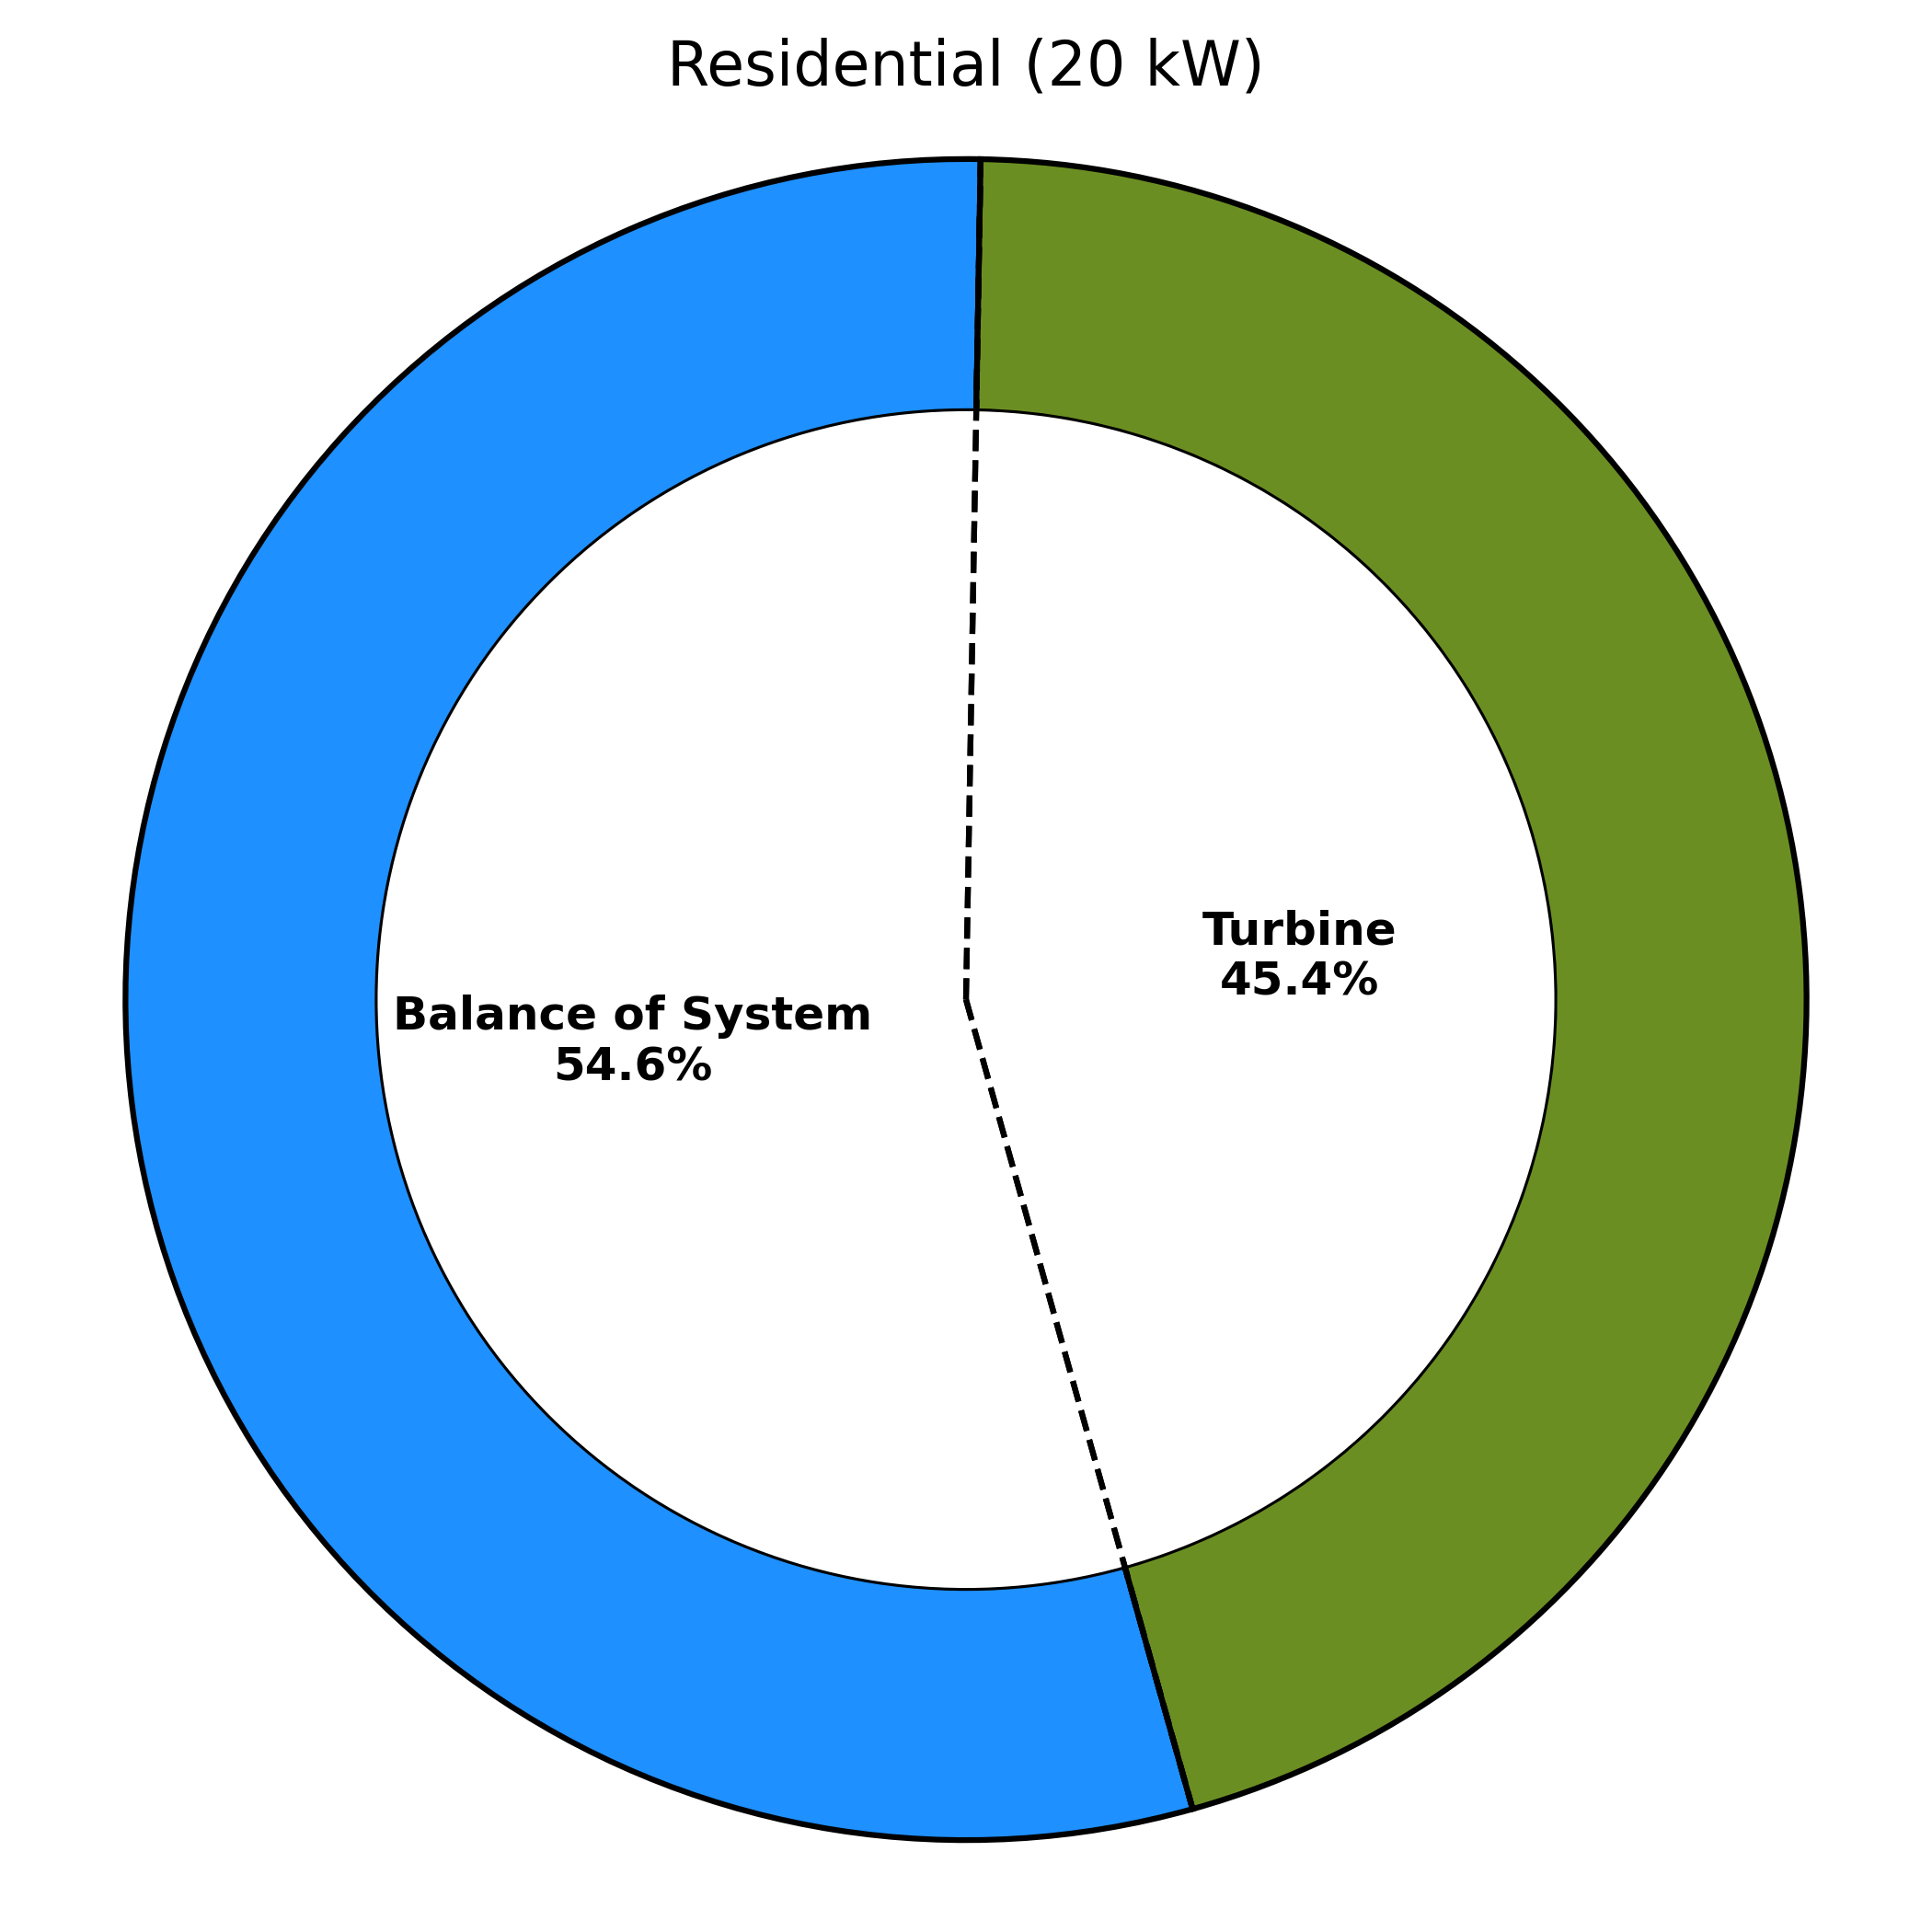 Residential (20 kW)
Turbine
45.4%
Balance of System
54.6%